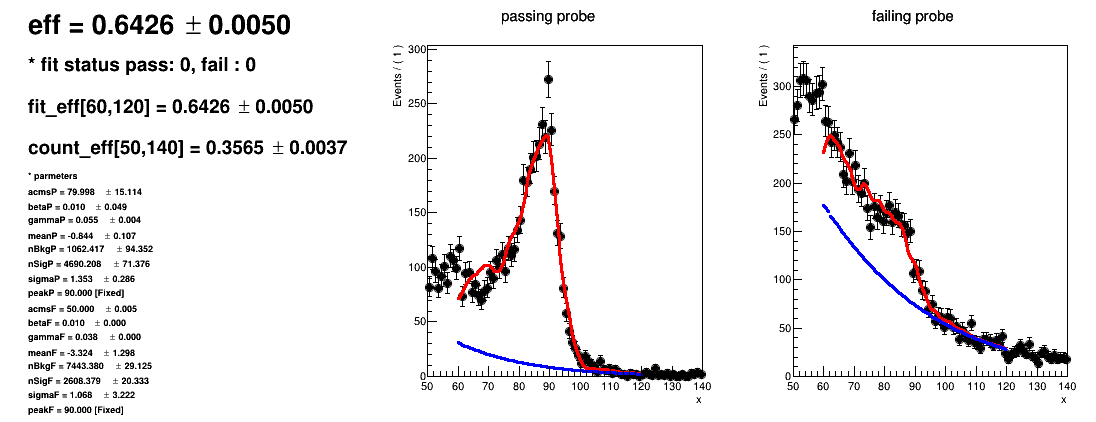 eff = 0.6426 ± 0.0050
* fit status pass: 0, fail : 0
fit_eff[60,120] = 0.6426 ± 0.0050
count_eff[50,140] = 0.3565 ± 0.0037
* parmeters
acmsP = 79.998 ± 15.114
betaP = 0.010 ± 0.049
gammaP = 0.055 ± 0.004
meanP = -0.844 ± 0.107
nBkgP = 1062.417 ± 94.352
nSigP = 4690.208 ± 71.376
sigmaP = 1.353 ± 0.286
peakP = 90.000 [Fixed]
acmsF = 50.000 ± 0.005
betaF = 0.010 ± 0.000
gammaF = 0.038 ± 0.000
meanF = -3.324 ± 1.298
nBkgF = 7443.380 ± 29.125
nSigF = 2608.379 ± 20.333
sigmaF = 1.068 ± 3.222
peakF = 90.000 [Fixed]
passing probe
Events / ( 1 )
300
250
200
150
100
50
0
50 60 70 80 90 100 110 120 130 140
x
failing probe
Events / ( 1 )
300
250
200
150
100
50
0
50 60 70 80 90 100 110 120 130 140
x